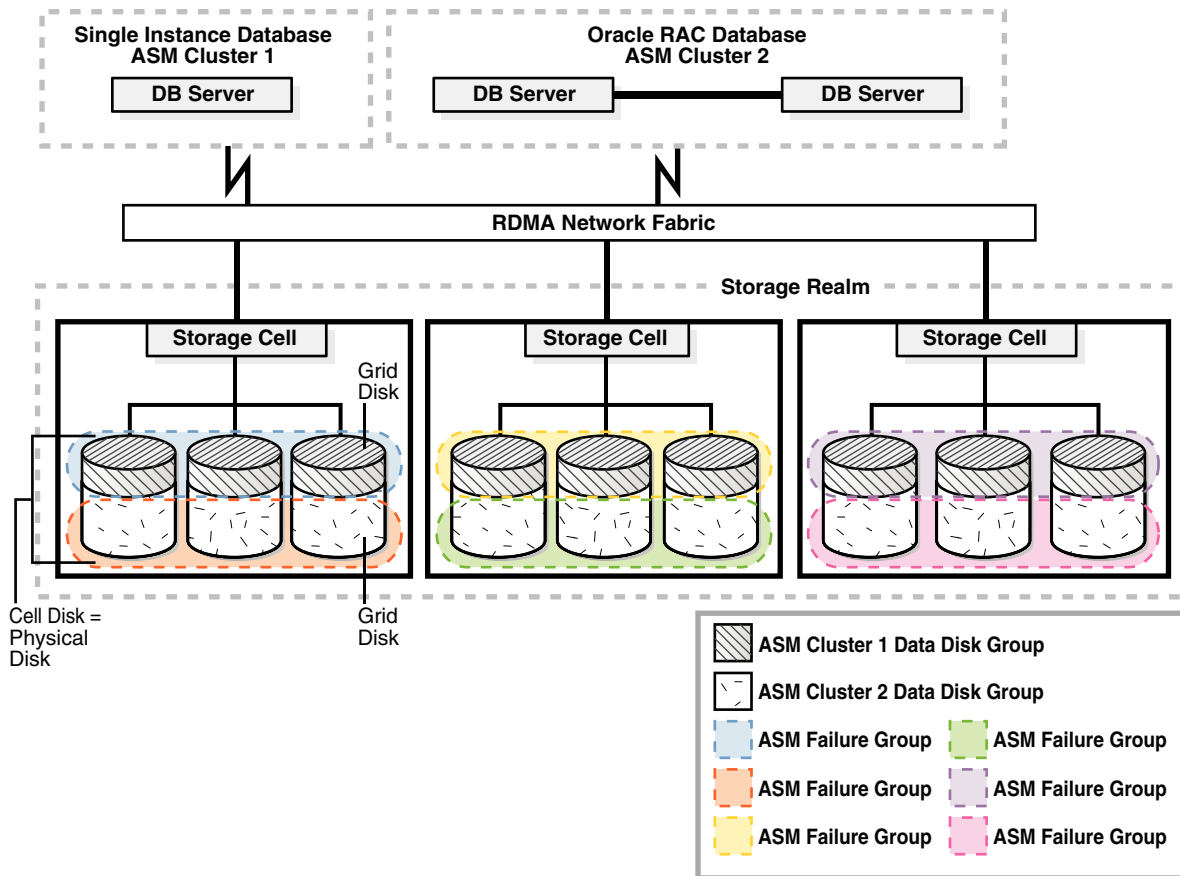 Single Instance Database
ASM Cluster 1
DB Server
Oracle RAC Database
ASM Cluster 2
DB Server
DB Server
RDMA Network Fabric
Storage Realm
Storage Cell
Storage Cell
Storage Cell
Grid
Disk
Cell Disk =
Physical
Disk
Grid
Disk
ASM Cluster 1 Data Disk Group
ASM Cluster 2 Data Disk Group
ASM Failure Group
ASM Failure Group
ASM Failure Group
ASM Failure Group
ASM Failure Group
ASM Failure Group